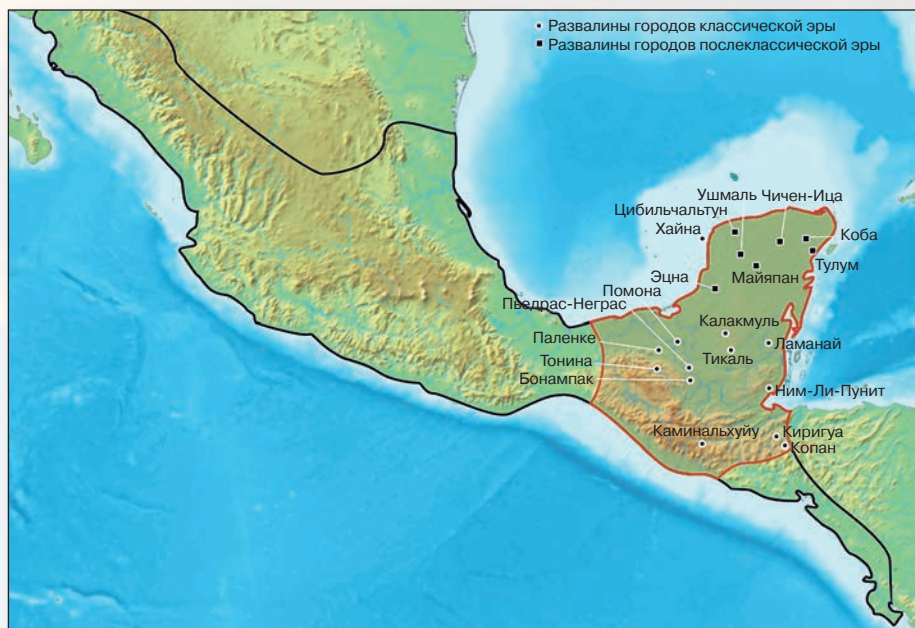 Развалины городов классической эры
Развалины городов послеклассической эры
Ушмаль Чичен-Ица
Цибильчальтун
Хайна
Коба
Тулум
Эцна
Майяпан
Помона
Пьедрас-Неграс
Калакмуль
Паленке
Ламанай
Тонина
Тикаль
Бонампак
Ним-Ли-Пунит
Каминальхуйу
Киригуа
Копан